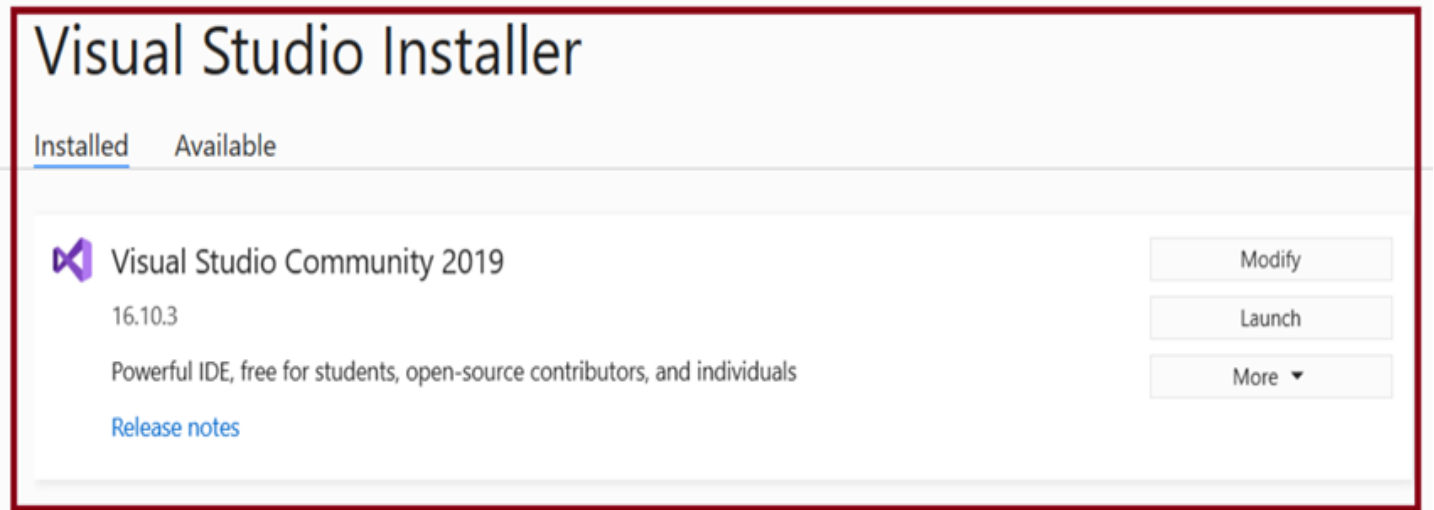 Visual Studio Installer
Installed Available
Visual Studio Community 2019
Modify
16.10.3
Launch
Powerful IDE, free for students, open-source contributors, and individuals
More
Release notes